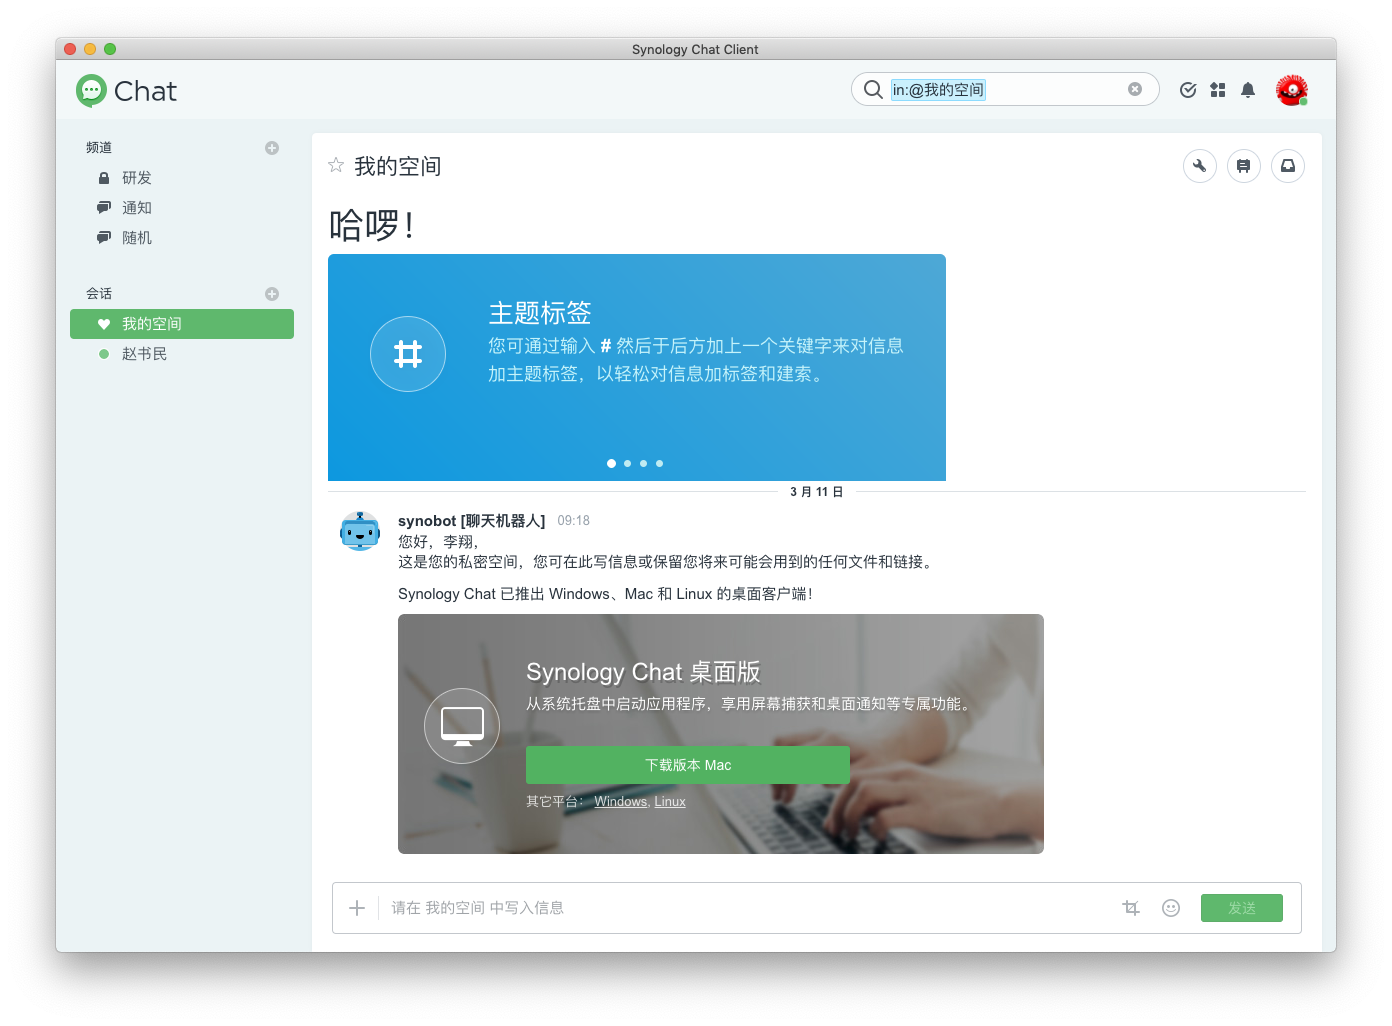 Synology Chat Client
Chat
in:@我的空间
频道
研发
通知
随机
会话
我的空间
赵书民
我的空间
哈啰！
主题标签
您可通过输入 # 然后于后方加上一个关键字来对信息
加主题标签，以轻松对信息加标签和建索。
3 月 11 日
synobot [聊天机器人] 09:18
您好，李翔，
这是您的私密空间，您可在此写信息或保留您将来可能会用到的任何文件和链接。
Synology Chat 已推出 Windows、Mac 和 Linux 的桌面客户端！
Synology Chat 桌面版
从系统托盘中启动应用程序，享用屏幕捕获和桌面通知等专属功能。
下载版本 Mac
其它平台： Windows, Linux
请在 我的空间 中写入信息
发送